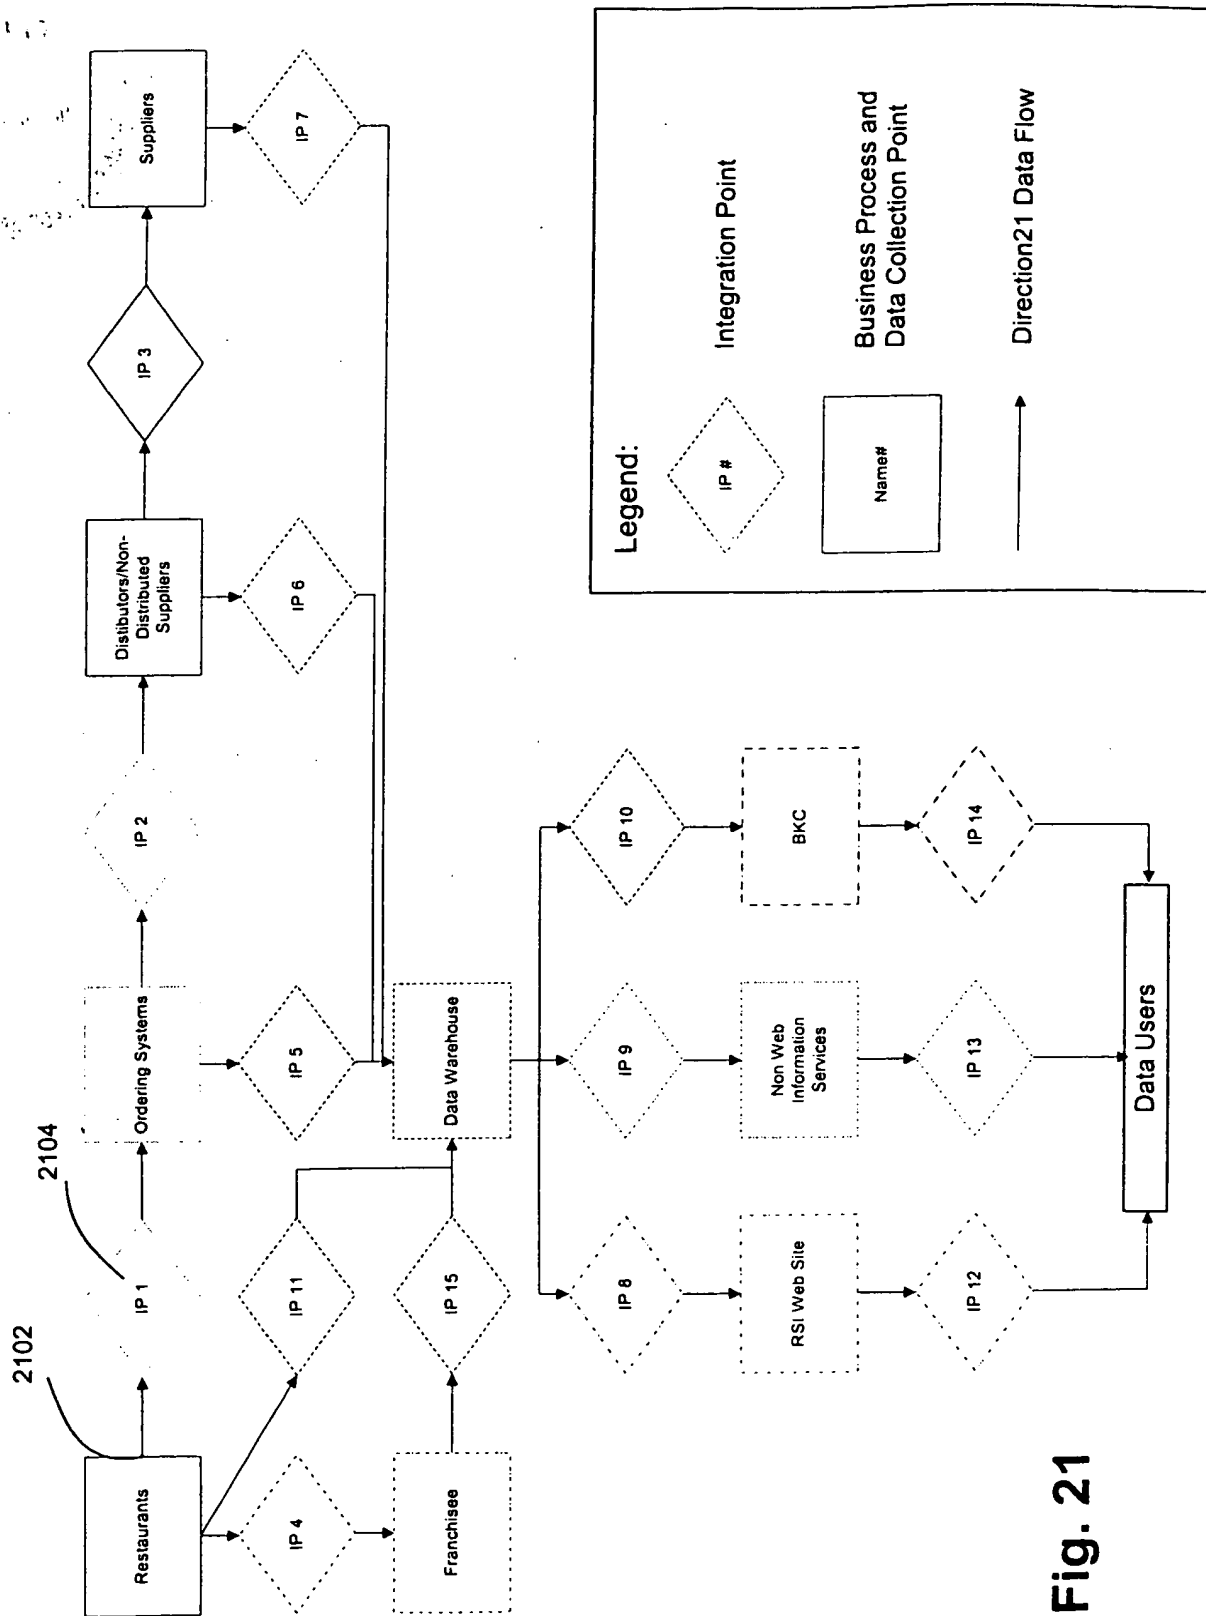 2102
2104
Restaurants
IP 1
Ordering Systems
IP 2
Distibutors/Non-
Distributed
Suppliers
IP 3
Suppliers
IP 4
IP 11
IP 5
IP 6
IP 7
Franchisee
IP 15
Data Warehouse
IP 8
IP 9
IP 10
RSI Web Site
Non Web
Information
Services
BKC
IP 12
IP 13
IP 14
Data Users
Legend:
IP #
Integration Point
Name#
Business Process and
Data Collection Point
Direction21 Data Flow
Fig. 21